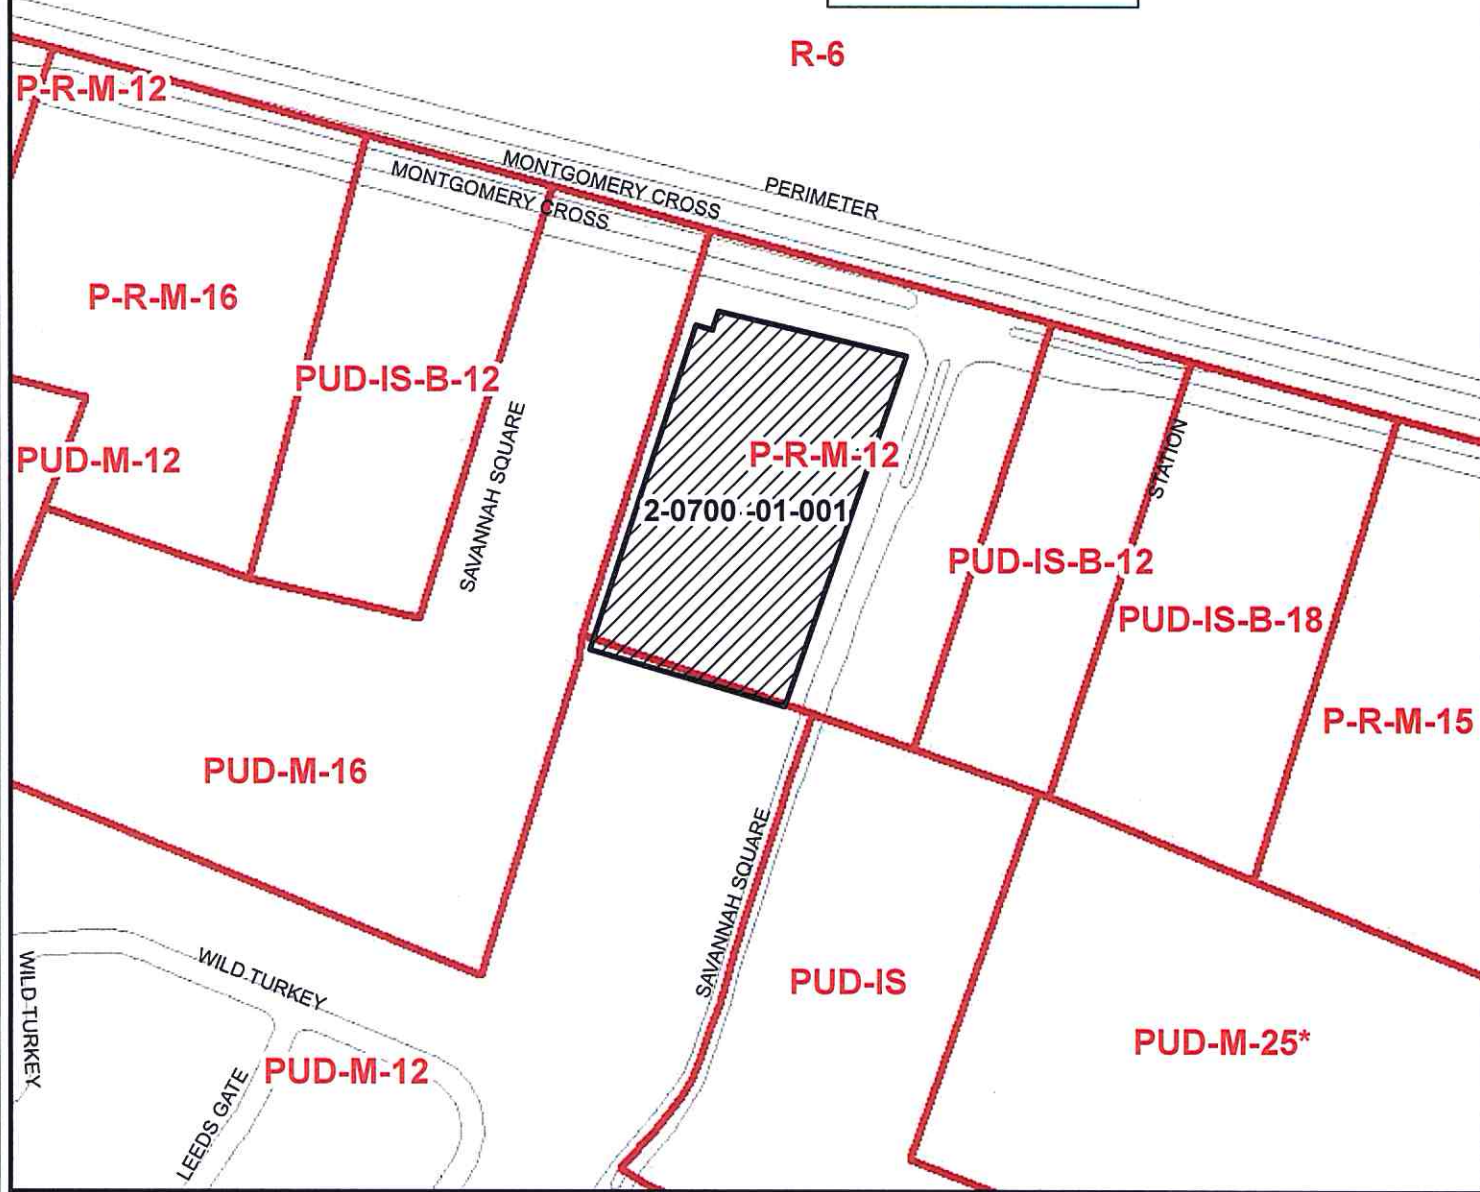 R-6
P-R-M-12
MONTGOMERY CROSS
MONTGOMERY CROSS
PERIMETER
P-R-M-16
PUD-IS-B-12
SAVANNAH SQUARE
PUD-M-12
P-R-M-12
2-0700 -01-001
STATION
PUD-IS-B-12
PUD-IS-B-18
P-R-M-15
PUD-M-16
SAVANNAH SQUARE
WILD TURKEY
WILD TURKEY
PUD-IS
PUD-M-25*
PUD-M-12
LEEDS GATE